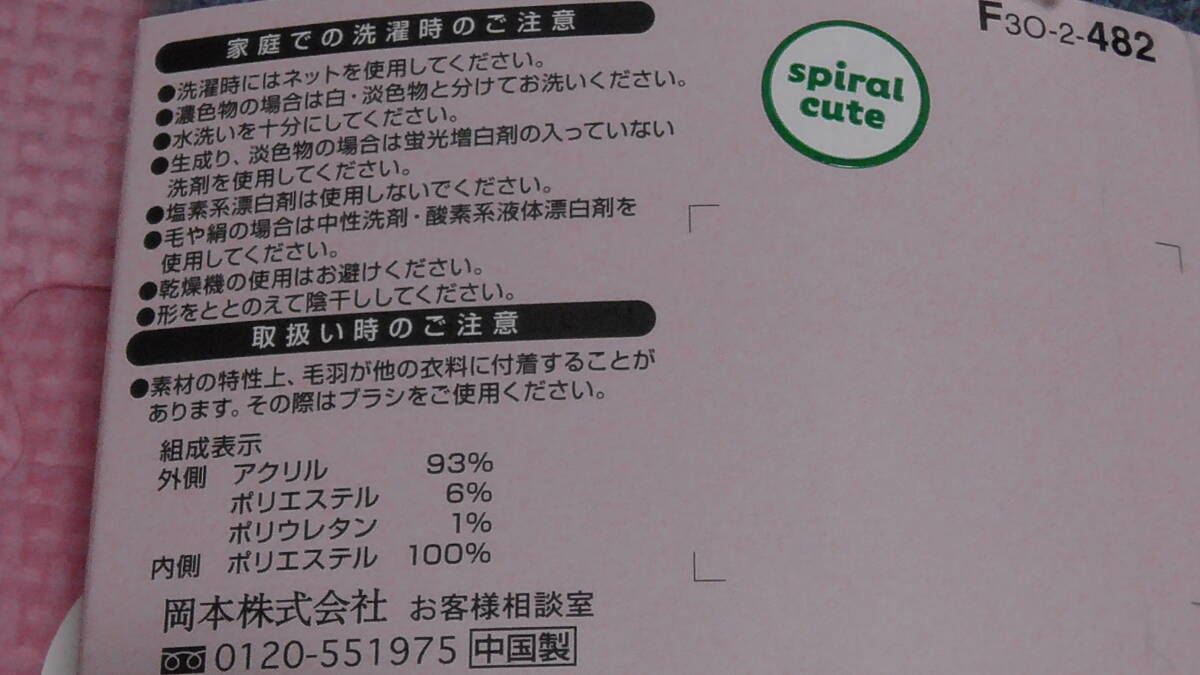 家庭での洗濯時のご注意
●洗濯時にはネットを使用してください。
●濃色物の場合は白・淡色物と分けてお洗いください。
●水洗いを十分にしてください。
●生成り、淡色物の場合は蛍光増白剤の入っていない
洗剤を使用してください。
●塩素系漂白剤は使用しないでください。
●毛や絹の場合は中性洗剤・酸素系液体漂白剤を
使用してください。
●乾燥機の使用はお避けください。
●形をととのえて陰干ししてください。
取扱い時のご注意
●素材の特性上、毛羽が他の衣料に付着することが
あります。その際はブラシをご使用ください。
組成表示
外側 アクリル 93%
ポリエステル 6%
ポリウレタン 1%
内側 ポリエステル 100%
岡本株式会社 お客様相談室
0120-551975 中国製
spiral
cute
F30-2-482